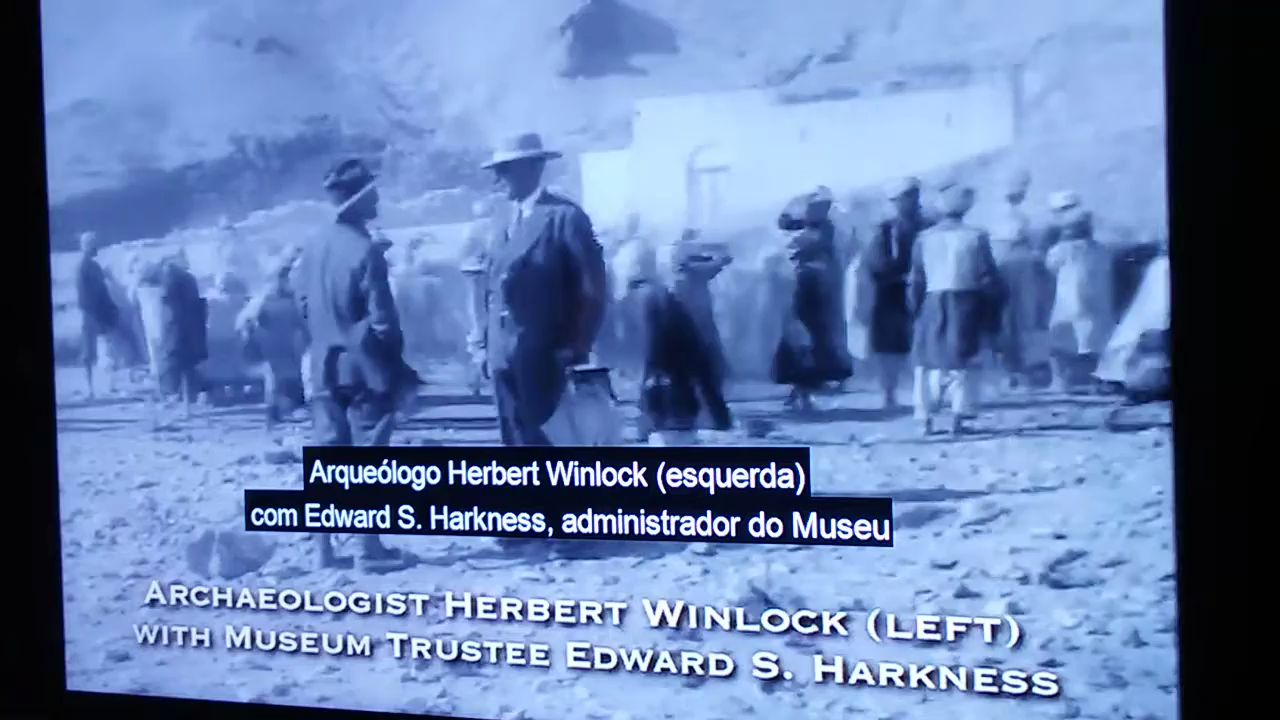 Arqueólogo Herbert Winlock (esquerda)
com Edward S. Harkness, administrador do Museu
ARCHAEOLOGIST HERBERT WINLOCK (LEFT)
WITH MUSEUM TRUSTEE EDWARD S. HARKNESS